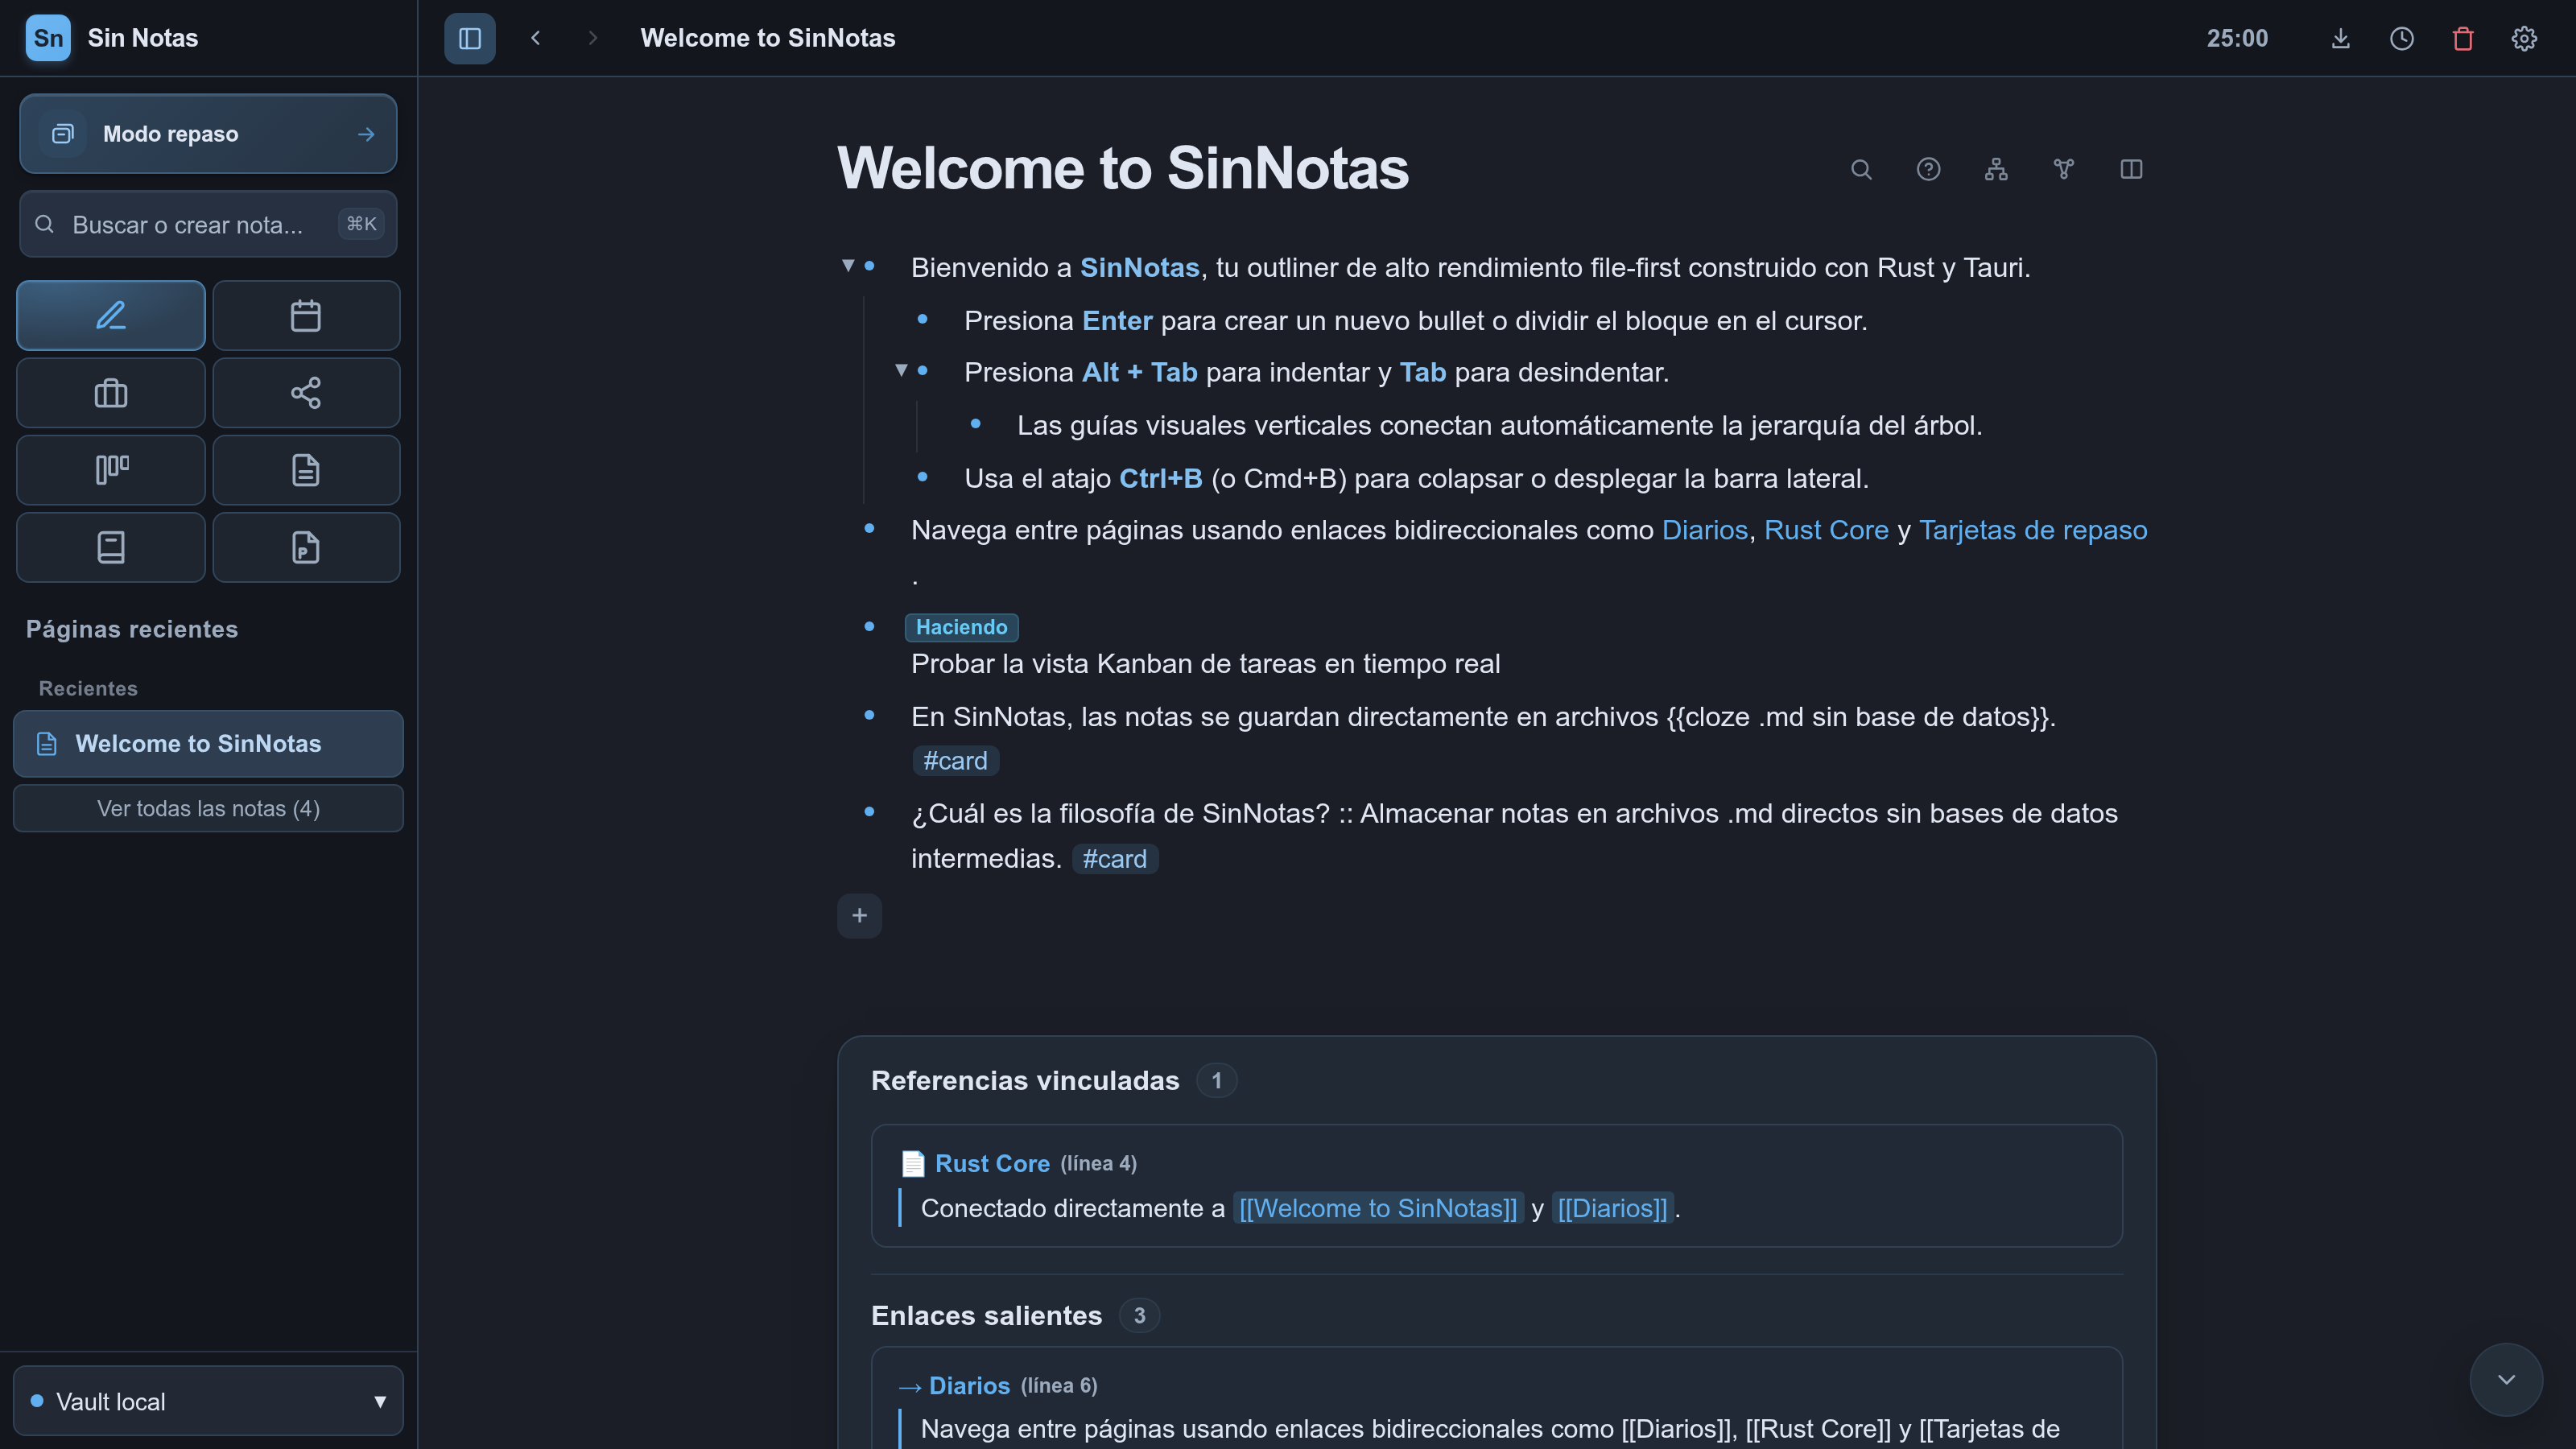 Sn Sin Notas
Welcome to SinNotas
25:00
Modo repaso
Buscar o crear nota...
⌘K
Páginas recientes
Recientes
Welcome to SinNotas
Ver todas las notas (4)
Vault local
Welcome to SinNotas
Bienvenido a SinNotas, tu outliner de alto rendimiento file-first construido con Rust y Tauri.
Presiona Enter para crear un nuevo bullet o dividir el bloque en el cursor.
Presiona Alt + Tab para indentar y Tab para desindentar.
Las guías visuales verticales conectan automáticamente la jerarquía del árbol.
Usa el atajo Ctrl+B (o Cmd+B) para colapsar o desplegar la barra lateral.
Navega entre páginas usando enlaces bidireccionales como Diarios, Rust Core y Tarjetas de repaso
.
Haciendo
Probar la vista Kanban de tareas en tiempo real
En SinNotas, las notas se guardan directamente en archivos {{cloze .md sin base de datos}}.
#card
¿Cuál es la filosofía de SinNotas? :: Almacenar notas en archivos .md directos sin bases de datos
intermedias. #card
+
Referencias vinculadas 1
📄 Rust Core (línea 4)
Conectado directamente a [[Welcome to SinNotas]] y [[Diarios]].
Enlaces salientes 3
→ Diarios (línea 6)
Navega entre páginas usando enlaces bidireccionales como [[Diarios]], [[Rust Core]] y [[Tarjetas de